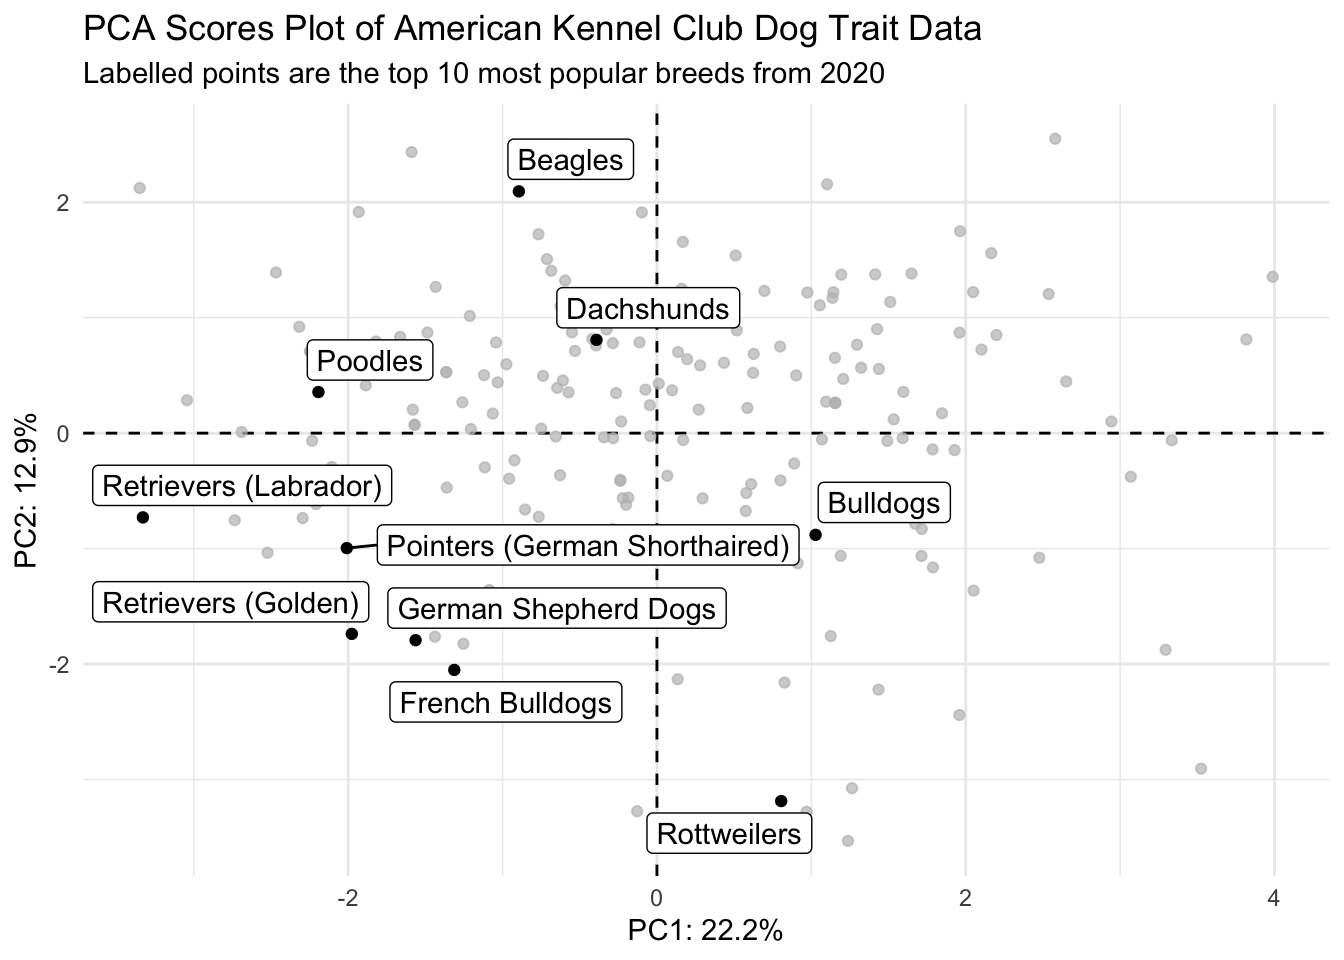 PCA Scores Plot of American Kennel Club Dog Trait Data
Labelled points are the top 10 most popular breeds from 2020
Beagles
2
Dachshunds
Poodles
0
Retrievers (Labrador)
Bulldogs
Pointers (German Shorthaired)
Retrievers (Golden)
German Shepherd Dogs
-2
French Bulldogs
Rottweilers
PC2: 12.9%
-2
0
2
4
PC1: 22.2%